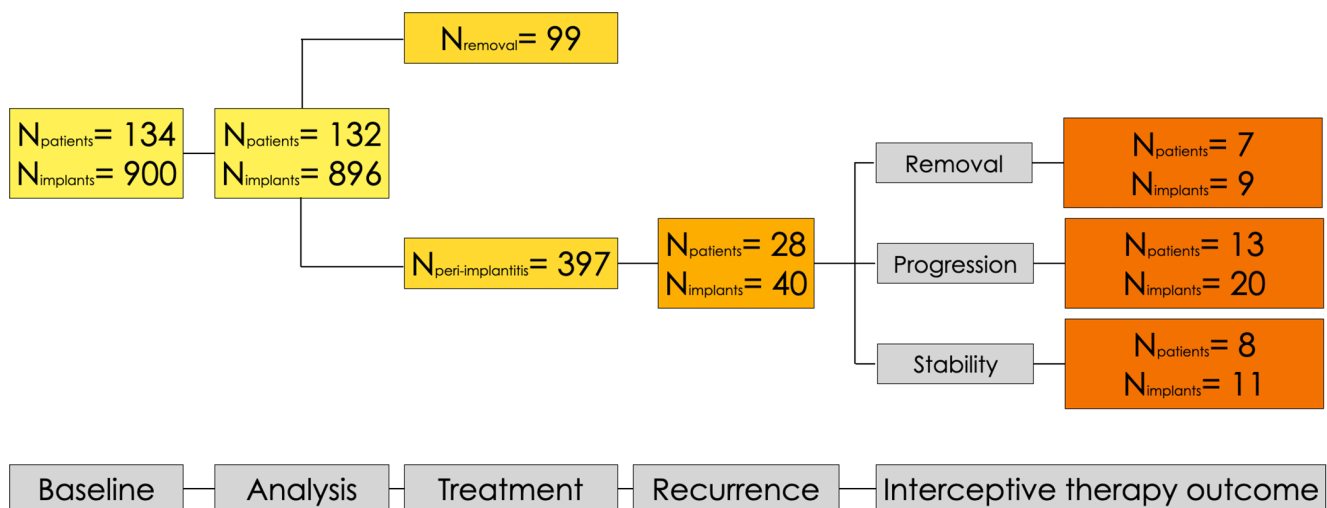 Nremoval= 99
Npatients= 134
Nimplants= 900
Npatients= 132
Nimplants= 896
Nperi-implantitis= 397
Npatients= 28
Nimplants= 40
Removal
Npatients= 7
Nimplants= 9
Progression
Npatients= 13
Nimplants= 20
Stability
Npatients= 8
Nimplants= 11
Baseline
Analysis
Treatment
Recurrence
Interceptive therapy outcome